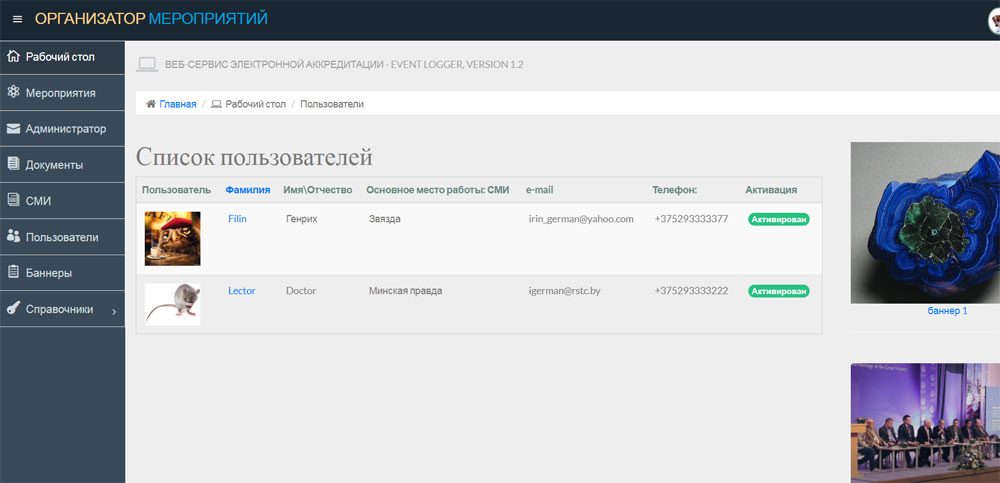 ОРГАНИЗАТОР МЕРОПРИЯТИЙ
Рабочий стол
Мероприятия
Администратор
Документы
СМИ
Пользователи
Баннеры
Справочники
ВЕБ-СЕРВИС ЭЛЕКТРОННОЙ АККРЕДИТАЦИИ - EVENT LOGGER, VERSION 1.2
Главная / Рабочий стол / Пользователи
Список пользователей
Пользователь Фамилия Имя\Отчество Основное место работы: СМИ e-mail Телефон: Активация
Filin Генрих Звязда irin_german@yahoo.com +375293333377 Активирован
Lector Doctor Минская правда igerman@rstc.by +375293333222 Активирован
баннер 1